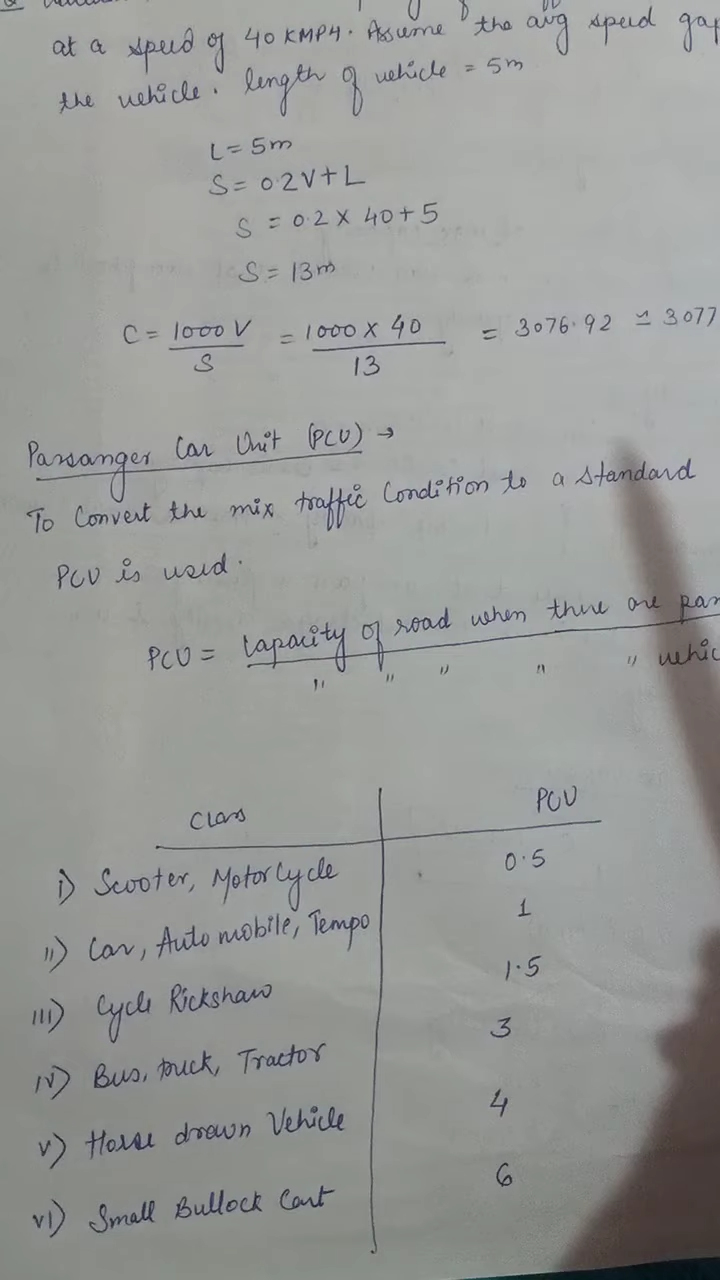 at a speed of 40 KMPH. Assume the avg speed gap
the vehicle. length of vehicle = 5m
L = 5m
S = 0.2V + L
S = 0.2 × 40 + 5
S = 13m
C = 1000 V / S = 1000 × 40 / 13 = 3076.92 ≃ 3077
Passanger Car Unit (PCU) →
To Convert the mix traffic Condition to a standard
PCU is used.
PCU = Capacity of road when there are
" " " " " vehic
Class PCU
i) Scooter, MotorCycle 0.5
ii) Car, Automobile, Tempo 1
iii) Cycle Rickshaw 1.5
iv) Bus, truck, Tractor 3
v) Horse drawn Vehicle 4
vi) Small Bullock Cart 6